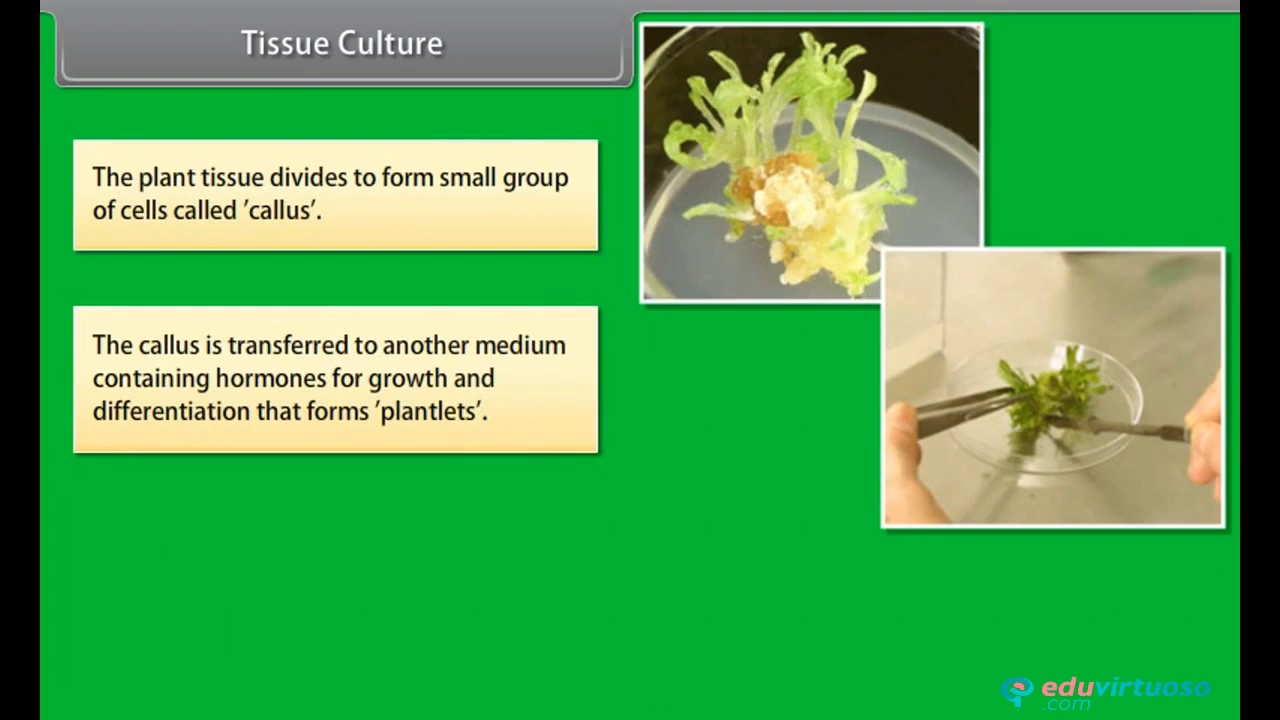 Tissue Culture
The plant tissue divides to form small group
of cells called 'callus'.
The callus is transferred to another medium
containing hormones for growth and
differentiation that forms 'plantlets'.
eduvirtuoso
.com